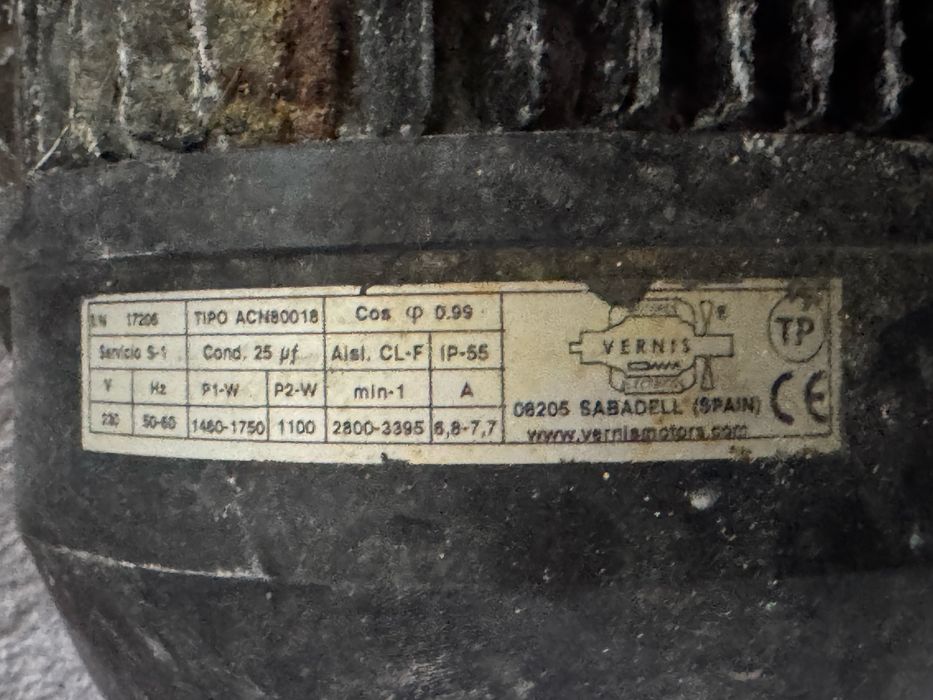 17206 TIPO ACN80018 Cos φ 0.99
Servicio S-1 Cond. 25 µf. Aisl. CL-F IP-55
V Hz P1-W P2-W min-1 A
230 50-60 1460-1750 1100 2800-3395 6,8-7,7
VERNIS
TP
CE
08205 SABADELL (SPAIN)
www.vernismotors.com